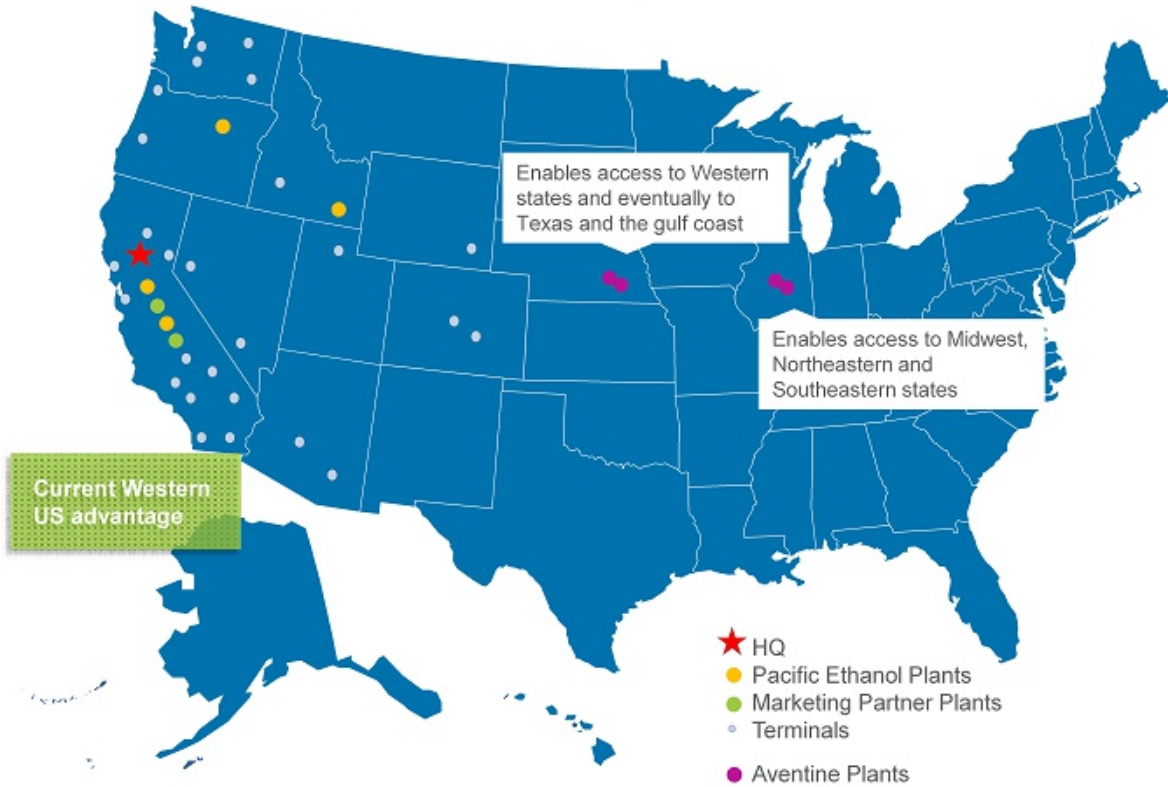 Enables access to Western
states and eventually to
Texas and the gulf coast
Enables access to Midwest,
Northeastern and
Southeastern states
Current Western
US advantage
HQ
Pacific Ethanol Plants
Marketing Partner Plants
Terminals
Aventine Plants